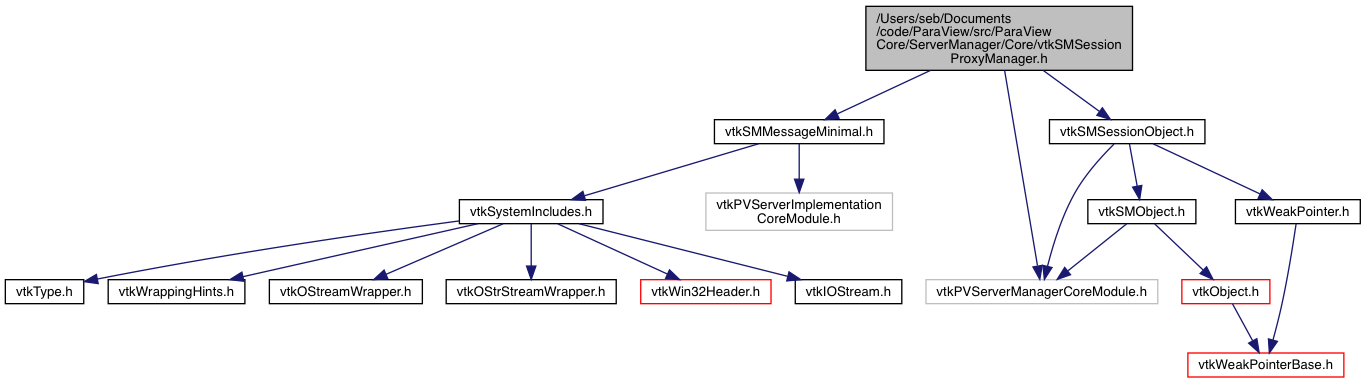 /Users/seb/Documents
/code/ParaView/src/ParaView
Core/ServerManager/Core/vtkSMSession
ProxyManager.h
vtkSMMessageMinimal.h
vtkSMSessionObject.h
vtkSystemIncludes.h
vtkPVServerImplementation
CoreModule.h
vtkSMObject.h
vtkWeakPointer.h
vtkType.h
vtkWrappingHints.h
vtkOStreamWrapper.h
vtkOStrStreamWrapper.h
vtkWin32Header.h
vtkIOStream.h
vtkPVServerManagerCoreModule.h
vtkObject.h
vtkWeakPointerBase.h